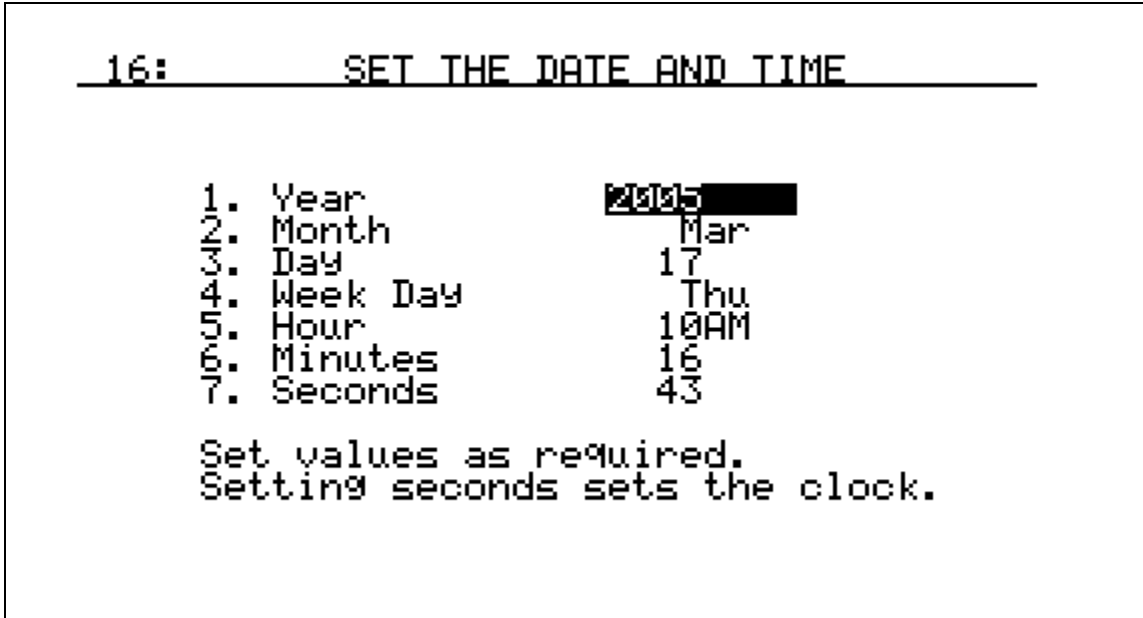 16: SET THE DATE AND TIME
1. Year 2005
2. Month Mar
3. Day 17
4. Week Day Thu
5. Hour 10AM
6. Minutes 16
7. Seconds 43
Set values as required.
Setting seconds sets the clock.